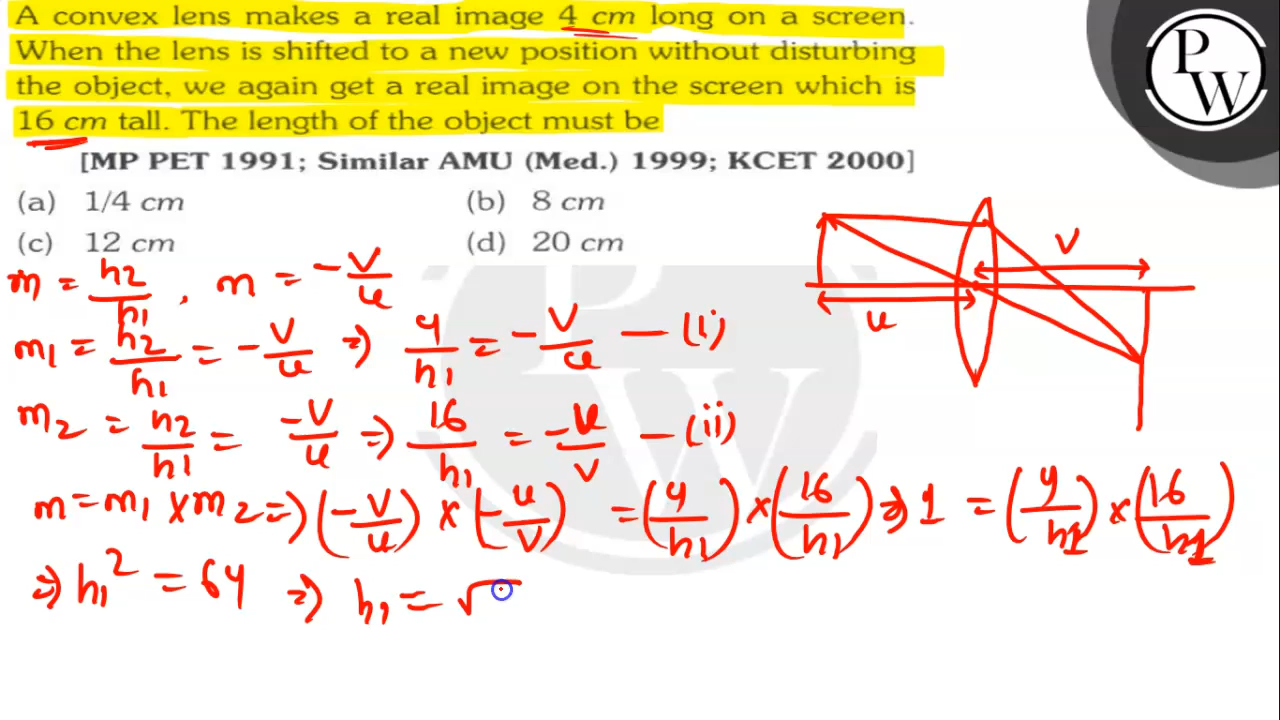 A convex lens makes a real image 4 cm long on a screen.
When the lens is shifted to a new position without disturbing
the object, we again get a real image on the screen which is
16 cm tall. The length of the object must be
[MP PET 1991; Similar AMU (Med.) 1999; KCET 2000]
(a) 1/4 cm (b) 8 cm
(c) 12 cm (d) 20 cm
PW
v
u
m = h2/h1 , m = -v/u
m1 = h2/h1 = -v/u ⇒ 4/h1 = -v/u — (i)
m2 = h2/h1 = -v/u ⇒ 16/h1 = -u/v — (ii)
m = m1 × m2 ⇒ (-v/u) × (-u/v) = (4/h1) × (16/h1) ⇒ 1 = (4/h1) × (16/h1)
⇒ h1² = 64 ⇒ h1 = √
PW